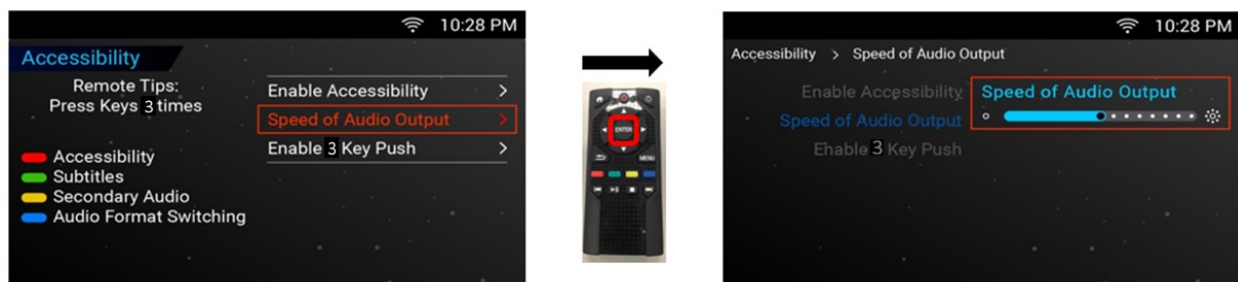 10:28 PM
Accessibility
Remote Tips:
Press Keys 3 times
Accessibility
Subtitles
Secondary Audio
Audio Format Switching
Enable Accessibility >
Speed of Audio Output >
Enable 3 Key Push >
ENTER
MENU
10:28 PM
Accessibility > Speed of Audio Output
Enable Accessibility
Speed of Audio Output
Enable 3 Key Push
Speed of Audio Output